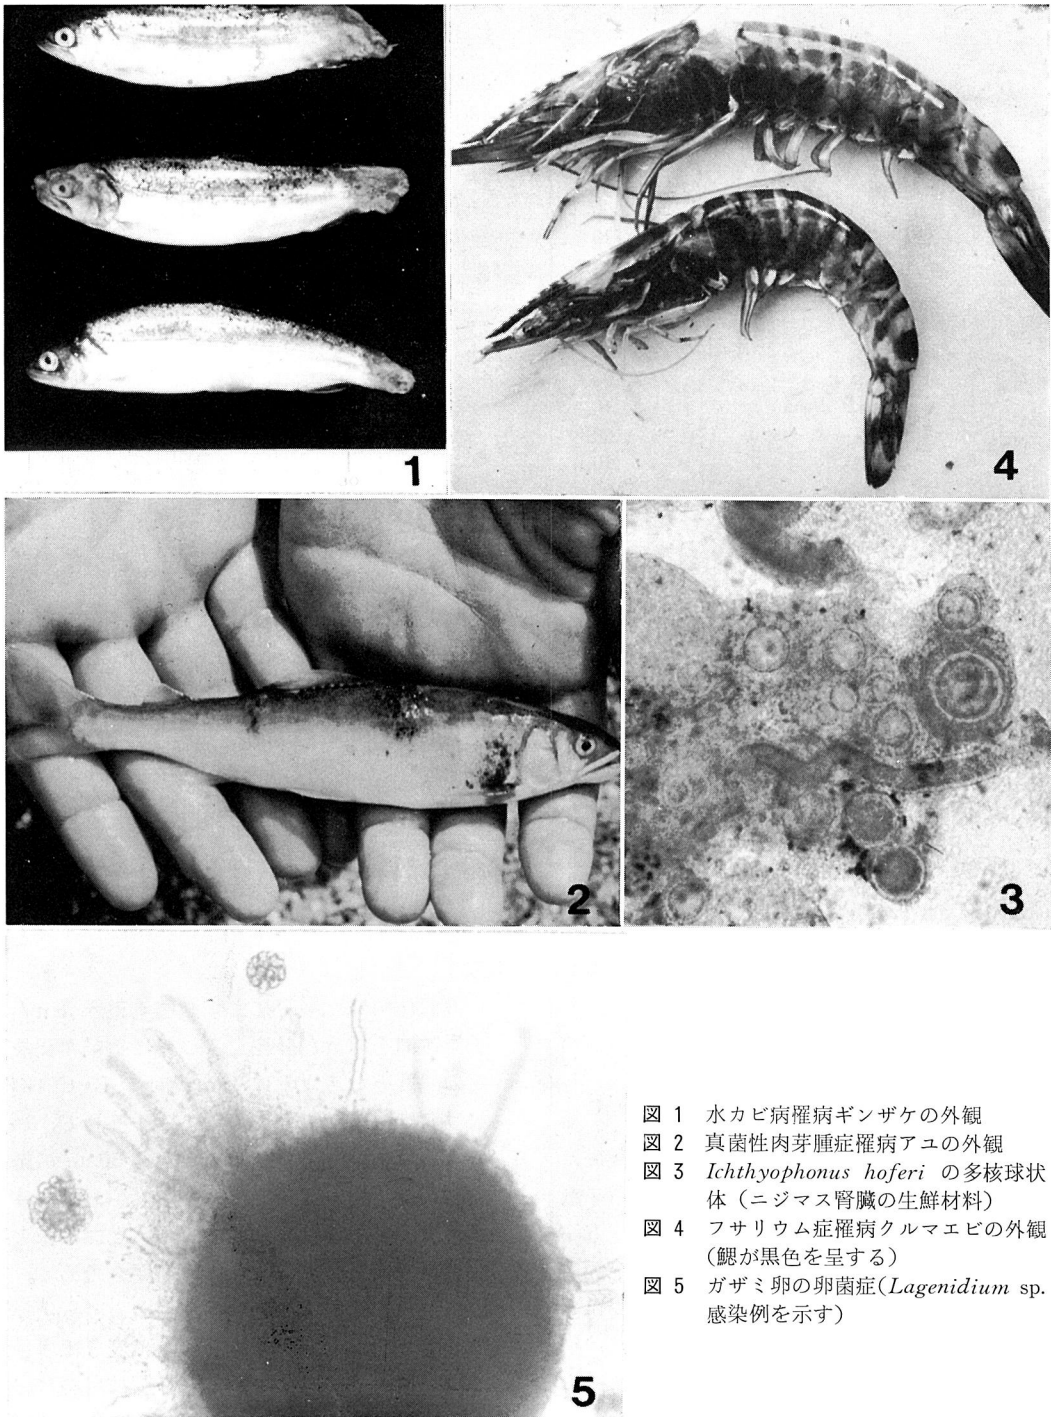 1
4
2
3
5
図 1 水カビ病罹病ギンザケの外観
図 2 真菌性肉芽腫症罹病アユの外観
図 3 Ichthyophonus hoferi の多核球状
体（ニジマス腎臓の生鮮材料）
図 4 フサリウム症罹病クルマエビの外観
（鰓が黒色を呈する）
図 5 ガザミ卵の卵菌症（Lagenidium sp.
感染例を示す）